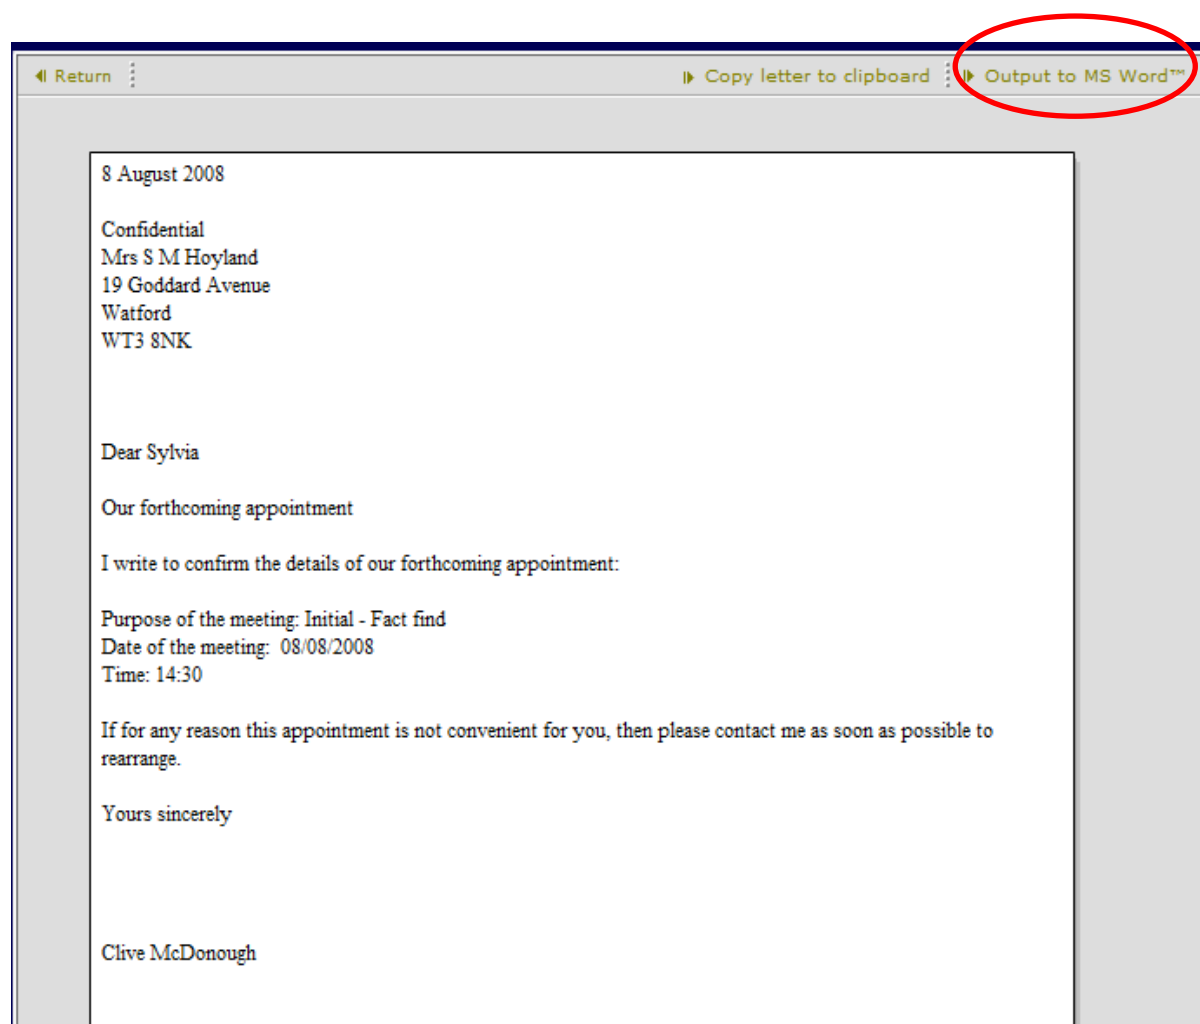 Return
Copy letter to clipboard
Output to MS Word™
8 August 2008
Confidential
Mrs S M Hoyland
19 Goddard Avenue
Watford
WT3 8NK
Dear Sylvia
Our forthcoming appointment
I write to confirm the details of our forthcoming appointment:
Purpose of the meeting: Initial - Fact find
Date of the meeting:  08/08/2008
Time: 14:30
If for any reason this appointment is not convenient for you, then please contact me as soon as possible to
rearrange.
Yours sincerely
Clive McDonough